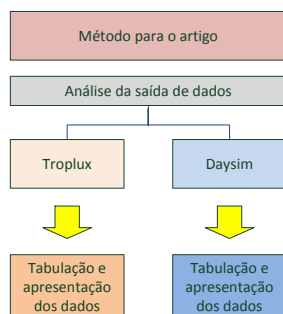 Método para o artigo
Análise da saída de dados
Troplux
Daysim
Tabulação e
apresentação
dos dados
Tabulação e
apresentação
dos dados